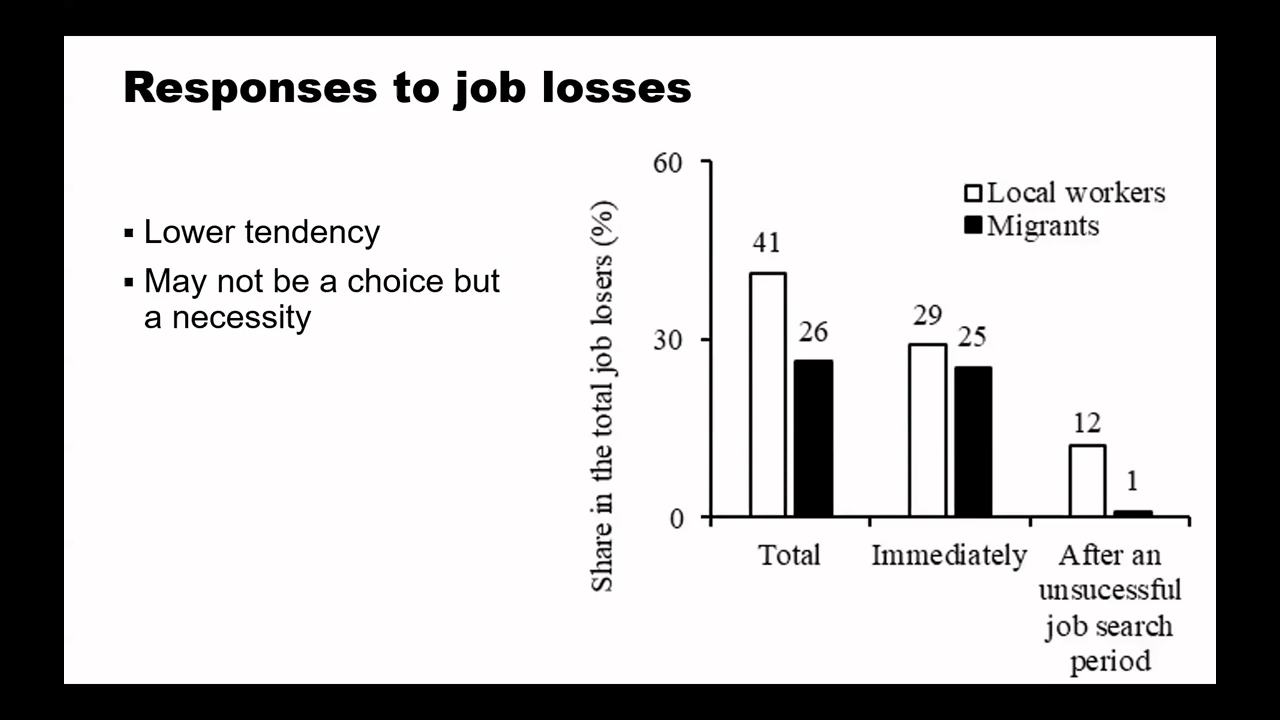 Responses to job losses
▪ Lower tendency
▪ May not be a choice but
a necessity
Share in the total job losers (%)
60
30
0
Local workers
Migrants
41
26
29
25
12
1
Total
Immediately
After an
unsucessful
job search
period